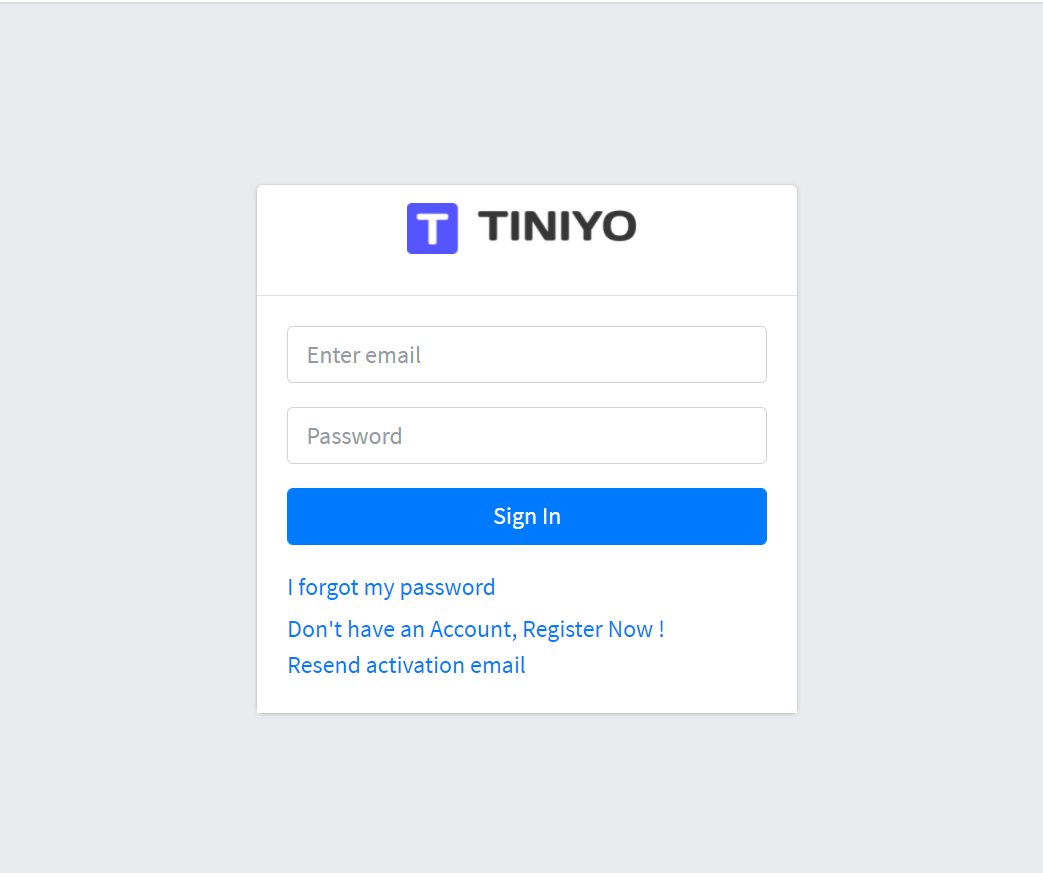 T TINIYO
Enter email
Password
Sign In
I forgot my password
Don't have an Account, Register Now !
Resend activation email